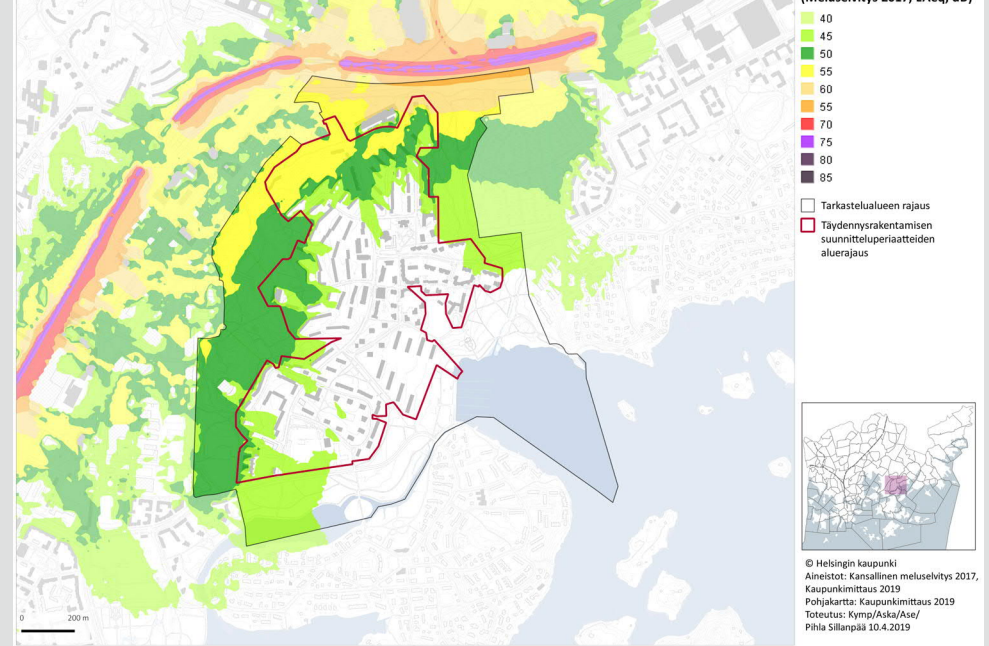 (Meluselvitys 2017, LAeq, dB)
40
45
50
55
60
55
70
75
80
85
Tarkastelualueen rajaus
Täydennysrakentamisen
suunnitteluperiaatteiden
aluerajaus
0 200 m
© Helsingin kaupunki
Aineistot: Kansallinen meluselvitys 2017,
Kaupunkimittaus 2019
Pohjakartta: Kaupunkimittaus 2019
Toteutus: Kymp/Aska/Ase/
Pihla Sillanpää 10.4.2019